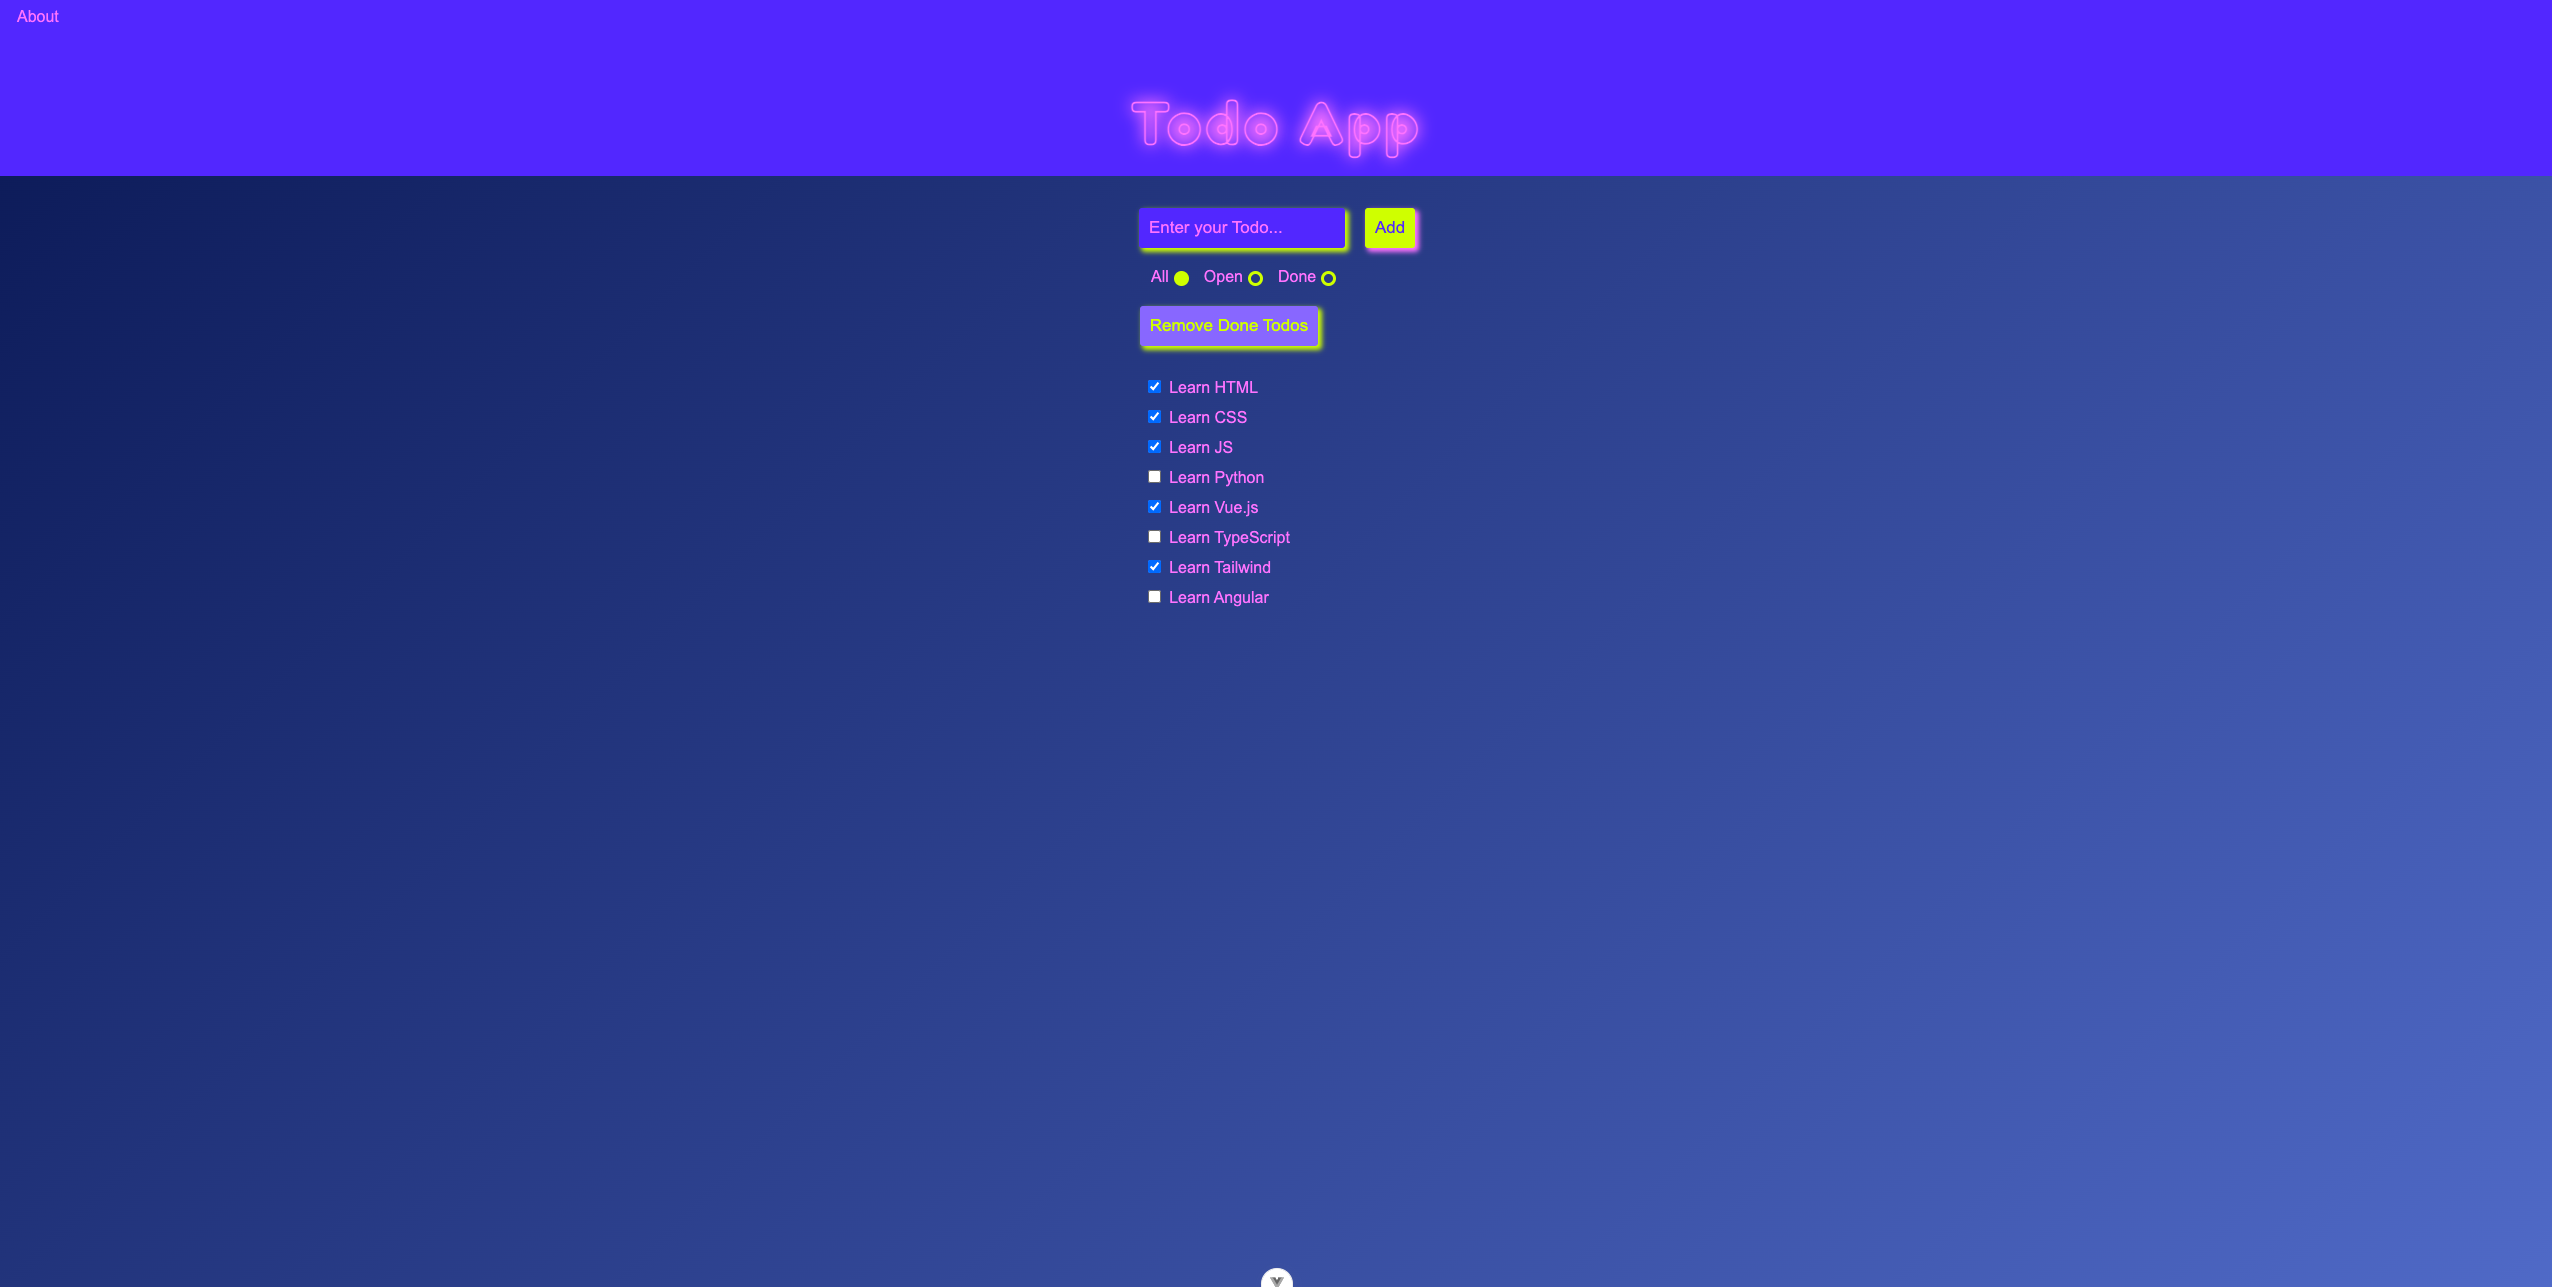 About
Todo App
Enter your Todo... Add
All Open Done
Remove Done Todos
Learn HTML
Learn CSS
Learn JS
Learn Python
Learn Vue.js
Learn TypeScript
Learn Tailwind
Learn Angular